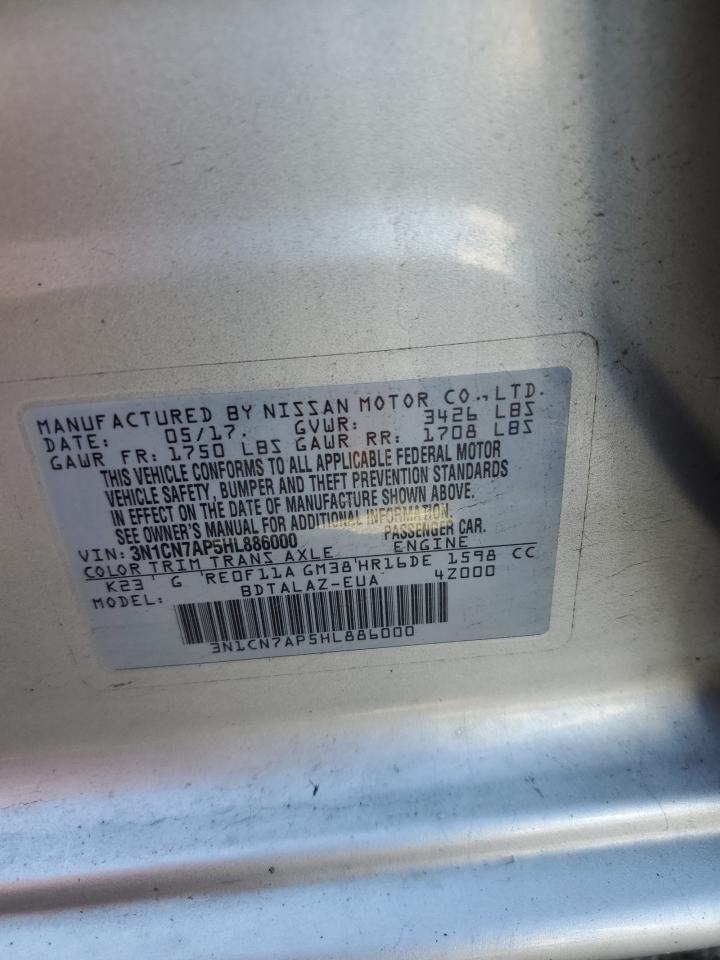 MANUFACTURED BY NISSAN MOTOR CO., LTD.
DATE: 05/17. GVWR: 3426 LBS
GAWR FR: 1750 LBS GAWR RR: 1708 LBS
THIS VEHICLE CONFORMS TO ALL APPLICABLE FEDERAL MOTOR
VEHICLE SAFETY, BUMPER AND THEFT PREVENTION STANDARDS
IN EFFECT ON THE DATE OF MANUFACTURE SHOWN ABOVE.
SEE OWNER'S MANUAL FOR ADDITIONAL INFORMATION.
VIN: 3N1CN7AP5HL886000 PASSENGER CAR.
COLOR TRIM TRANS AXLE ENGINE
K23 G RE0F11A GM38 HR16DE 1598 CC
MODEL: BDTALAZ-EUA 4Z000
3N1CN7AP5HL886000